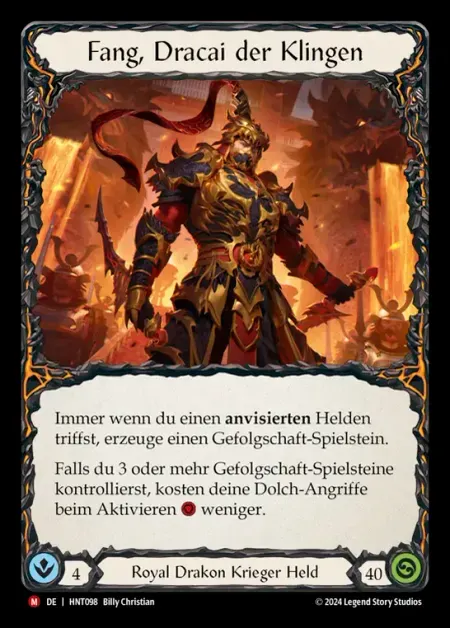 Fang, Dracai der Klingen
Immer wenn du einen anvisierten Helden
triffst, erzeuge einen Gefolgschaft-Spielstein.
Falls du 3 oder mehr Gefolgschaft-Spielsteine
kontrollierst, kosten deine Dolch-Angriffe
beim Aktivieren weniger.
4
Royal Drakon Krieger Held
40
M DE | HNT098 Billy Christian
© 2024 Legend Story Studios